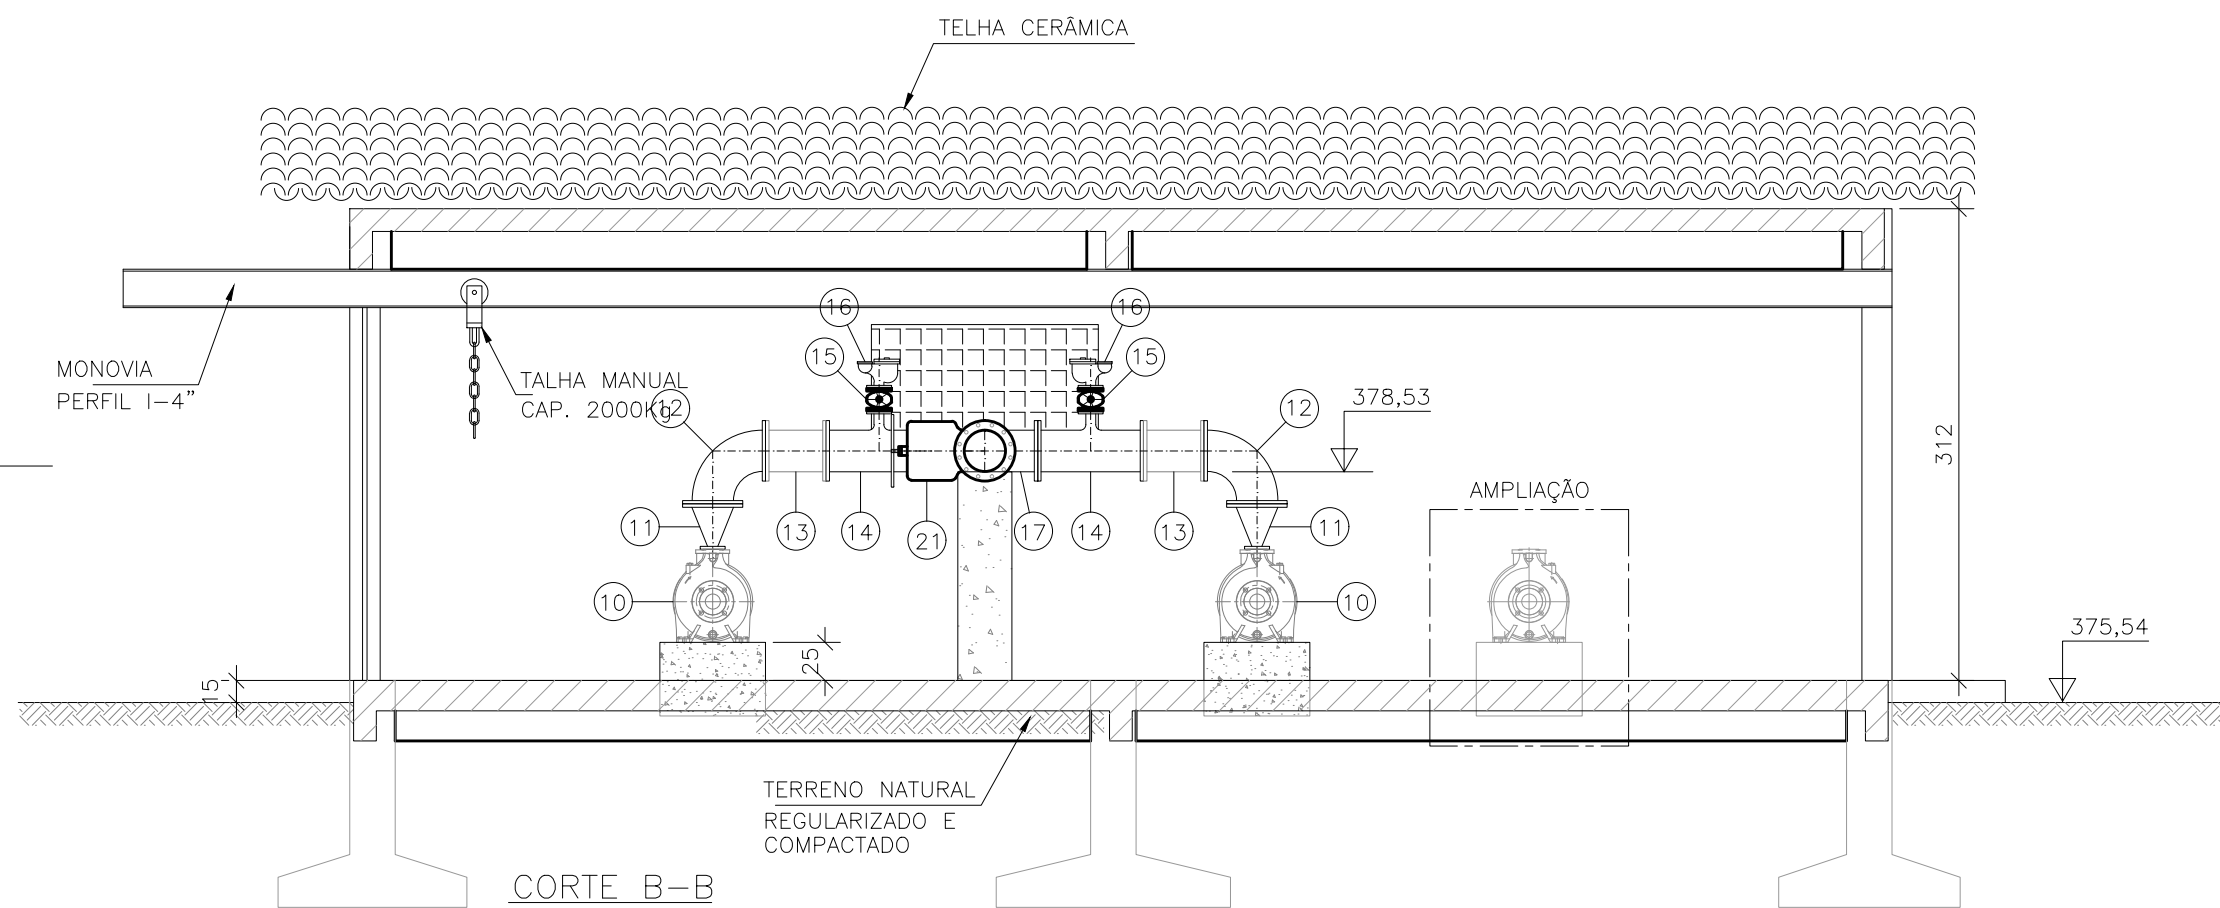 TELHA CERÂMICA
16
16
MONOVIA
PERFIL I-4"
15
15
TALHA MANUAL
CAP. 2000Kg
12
12
378,53
312
AMPLIAÇÃO
11
13
14
21
17
14
13
11
10
10
375,54
25
15
TERRENO NATURAL
REGULARIZADO E
COMPACTADO
CORTE B-B